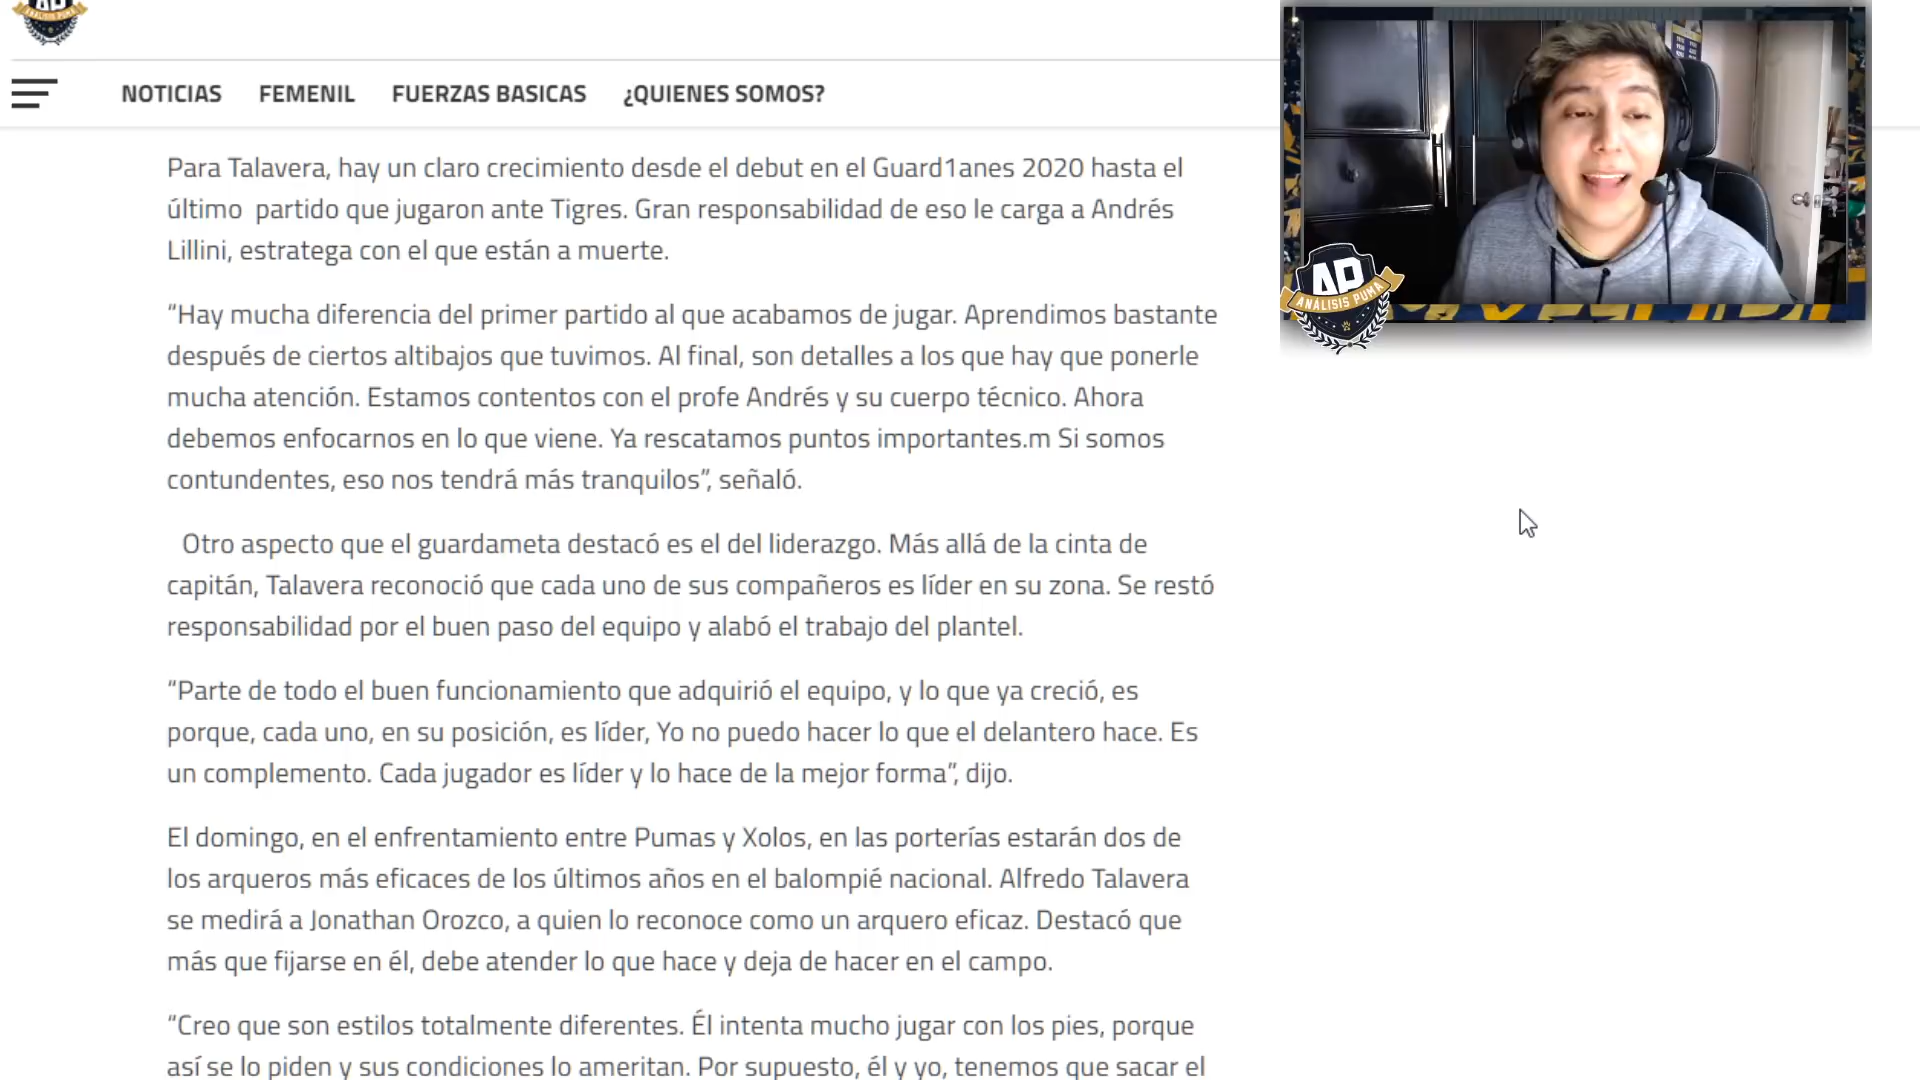 AP
ANÁLISIS PUMA
NOTICIAS FEMENIL FUERZAS BASICAS ¿QUIENES SOMOS?
Para Talavera, hay un claro crecimiento desde el debut en el Guard1anes 2020 hasta el
último partido que jugaron ante Tigres. Gran responsabilidad de eso le carga a Andrés
Lillini, estratega con el que están a muerte.
“Hay mucha diferencia del primer partido al que acabamos de jugar. Aprendimos bastante
después de ciertos altibajos que tuvimos. Al final, son detalles a los que hay que ponerle
mucha atención. Estamos contentos con el profe Andrés y su cuerpo técnico. Ahora
debemos enfocarnos en lo que viene. Ya rescatamos puntos importantes.m Si somos
contundentes, eso nos tendrá más tranquilos”, señaló.
Otro aspecto que el guardameta destacó es el del liderazgo. Más allá de la cinta de
capitán, Talavera reconoció que cada uno de sus compañeros es líder en su zona. Se restó
responsabilidad por el buen paso del equipo y alabó el trabajo del plantel.
“Parte de todo el buen funcionamiento que adquirió el equipo, y lo que ya creció, es
porque, cada uno, en su posición, es líder, Yo no puedo hacer lo que el delantero hace. Es
un complemento. Cada jugador es líder y lo hace de la mejor forma”, dijo.
El domingo, en el enfrentamiento entre Pumas y Xolos, en las porterías estarán dos de
los arqueros más eficaces de los últimos años en el balompié nacional. Alfredo Talavera
se medirá a Jonathan Orozco, a quien lo reconoce como un arquero eficaz. Destacó que
más que fijarse en él, debe atender lo que hace y deja de hacer en el campo.
“Creo que son estilos totalmente diferentes. Él intenta mucho jugar con los pies, porque
así se lo piden y sus condiciones lo ameritan. Por supuesto, él y yo, tenemos que sacar el
AP
ANÁLISIS PUMA